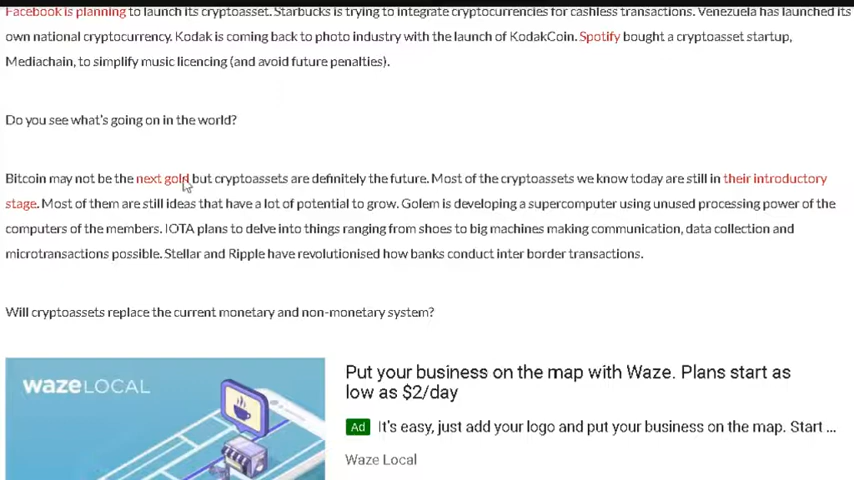 Facebook is planning to launch its cryptoasset. Starbucks is trying to integrate cryptocurrencies for cashless transactions. Venezuela has launched its
own national cryptocurrency. Kodak is coming back to photo industry with the launch of KodakCoin. Spotify bought a cryptoasset startup,
Mediachain, to simplify music licencing (and avoid future penalties).
Do you see what's going on in the world?
Bitcoin may not be the next gold but cryptoassets are definitely the future. Most of the cryptoassets we know today are still in their introductory
stage. Most of them are still ideas that have a lot of potential to grow. Golem is developing a supercomputer using unused processing power of the
computers of the members. IOTA plans to delve into things ranging from shoes to big machines making communication, data collection and
microtransactions possible. Stellar and Ripple have revolutionised how banks conduct inter border transactions.
Will cryptoassets replace the current monetary and non-monetary system?
waze LOCAL
Put your business on the map with Waze. Plans start as
low as $2/day
Ad It's easy, just add your logo and put your business on the map. Start ...
Waze Local